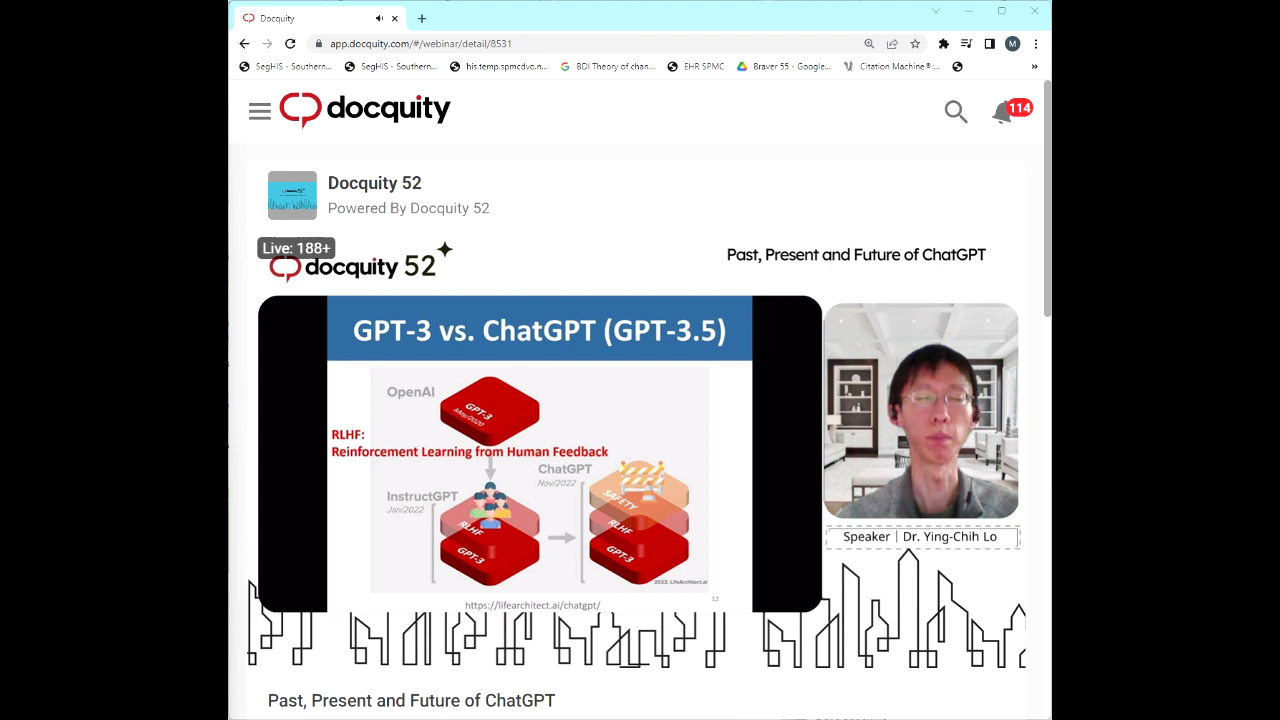 Docquity
app.docquity.com/#/webinar/detail/8531
M
SegHIS - Southern...
SegHIS - Southern...
his.temp.spmcdvo.n...
BDI Theory of chan...
EHR SPMC
Braver 55 - Google...
Citation Machine®:...
»
docquity
114
Docquity 52
Powered By Docquity 52
Live: 188+
docquity 52
Past, Present and Future of ChatGPT
GPT-3 vs. ChatGPT (GPT-3.5)
OpenAI
GPT-3
May/2020
RLHF:
Reinforcement Learning from Human Feedback
ChatGPT
Nov/2022
InstructGPT
Jan/2022
SAFETY
RLHF
RLHF
GPT-3
GPT-3
2022. LifeArchitect.ai
12
https://lifearchitect.ai/chatgpt/
Speaker | Dr. Ying-Chih Lo
Past, Present and Future of ChatGPT